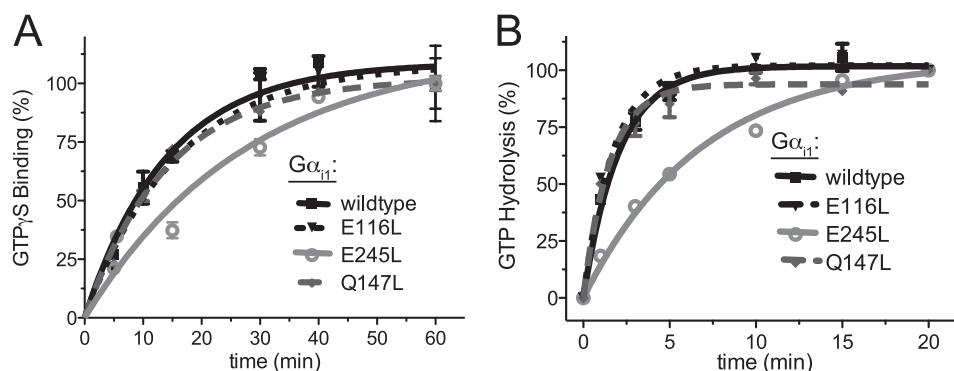 A
GTPγS Binding (%)
100
75
50
25
0
0 10 20 30 40 50 60
time (min)
Gαi1:
wildtype
E116L
E245L
Q147L
B
GTP Hydrolysis (%)
100
75
50
25
0
0 5 10 15 20
time (min)
Gαi1:
wildtype
E116L
E245L
Q147L